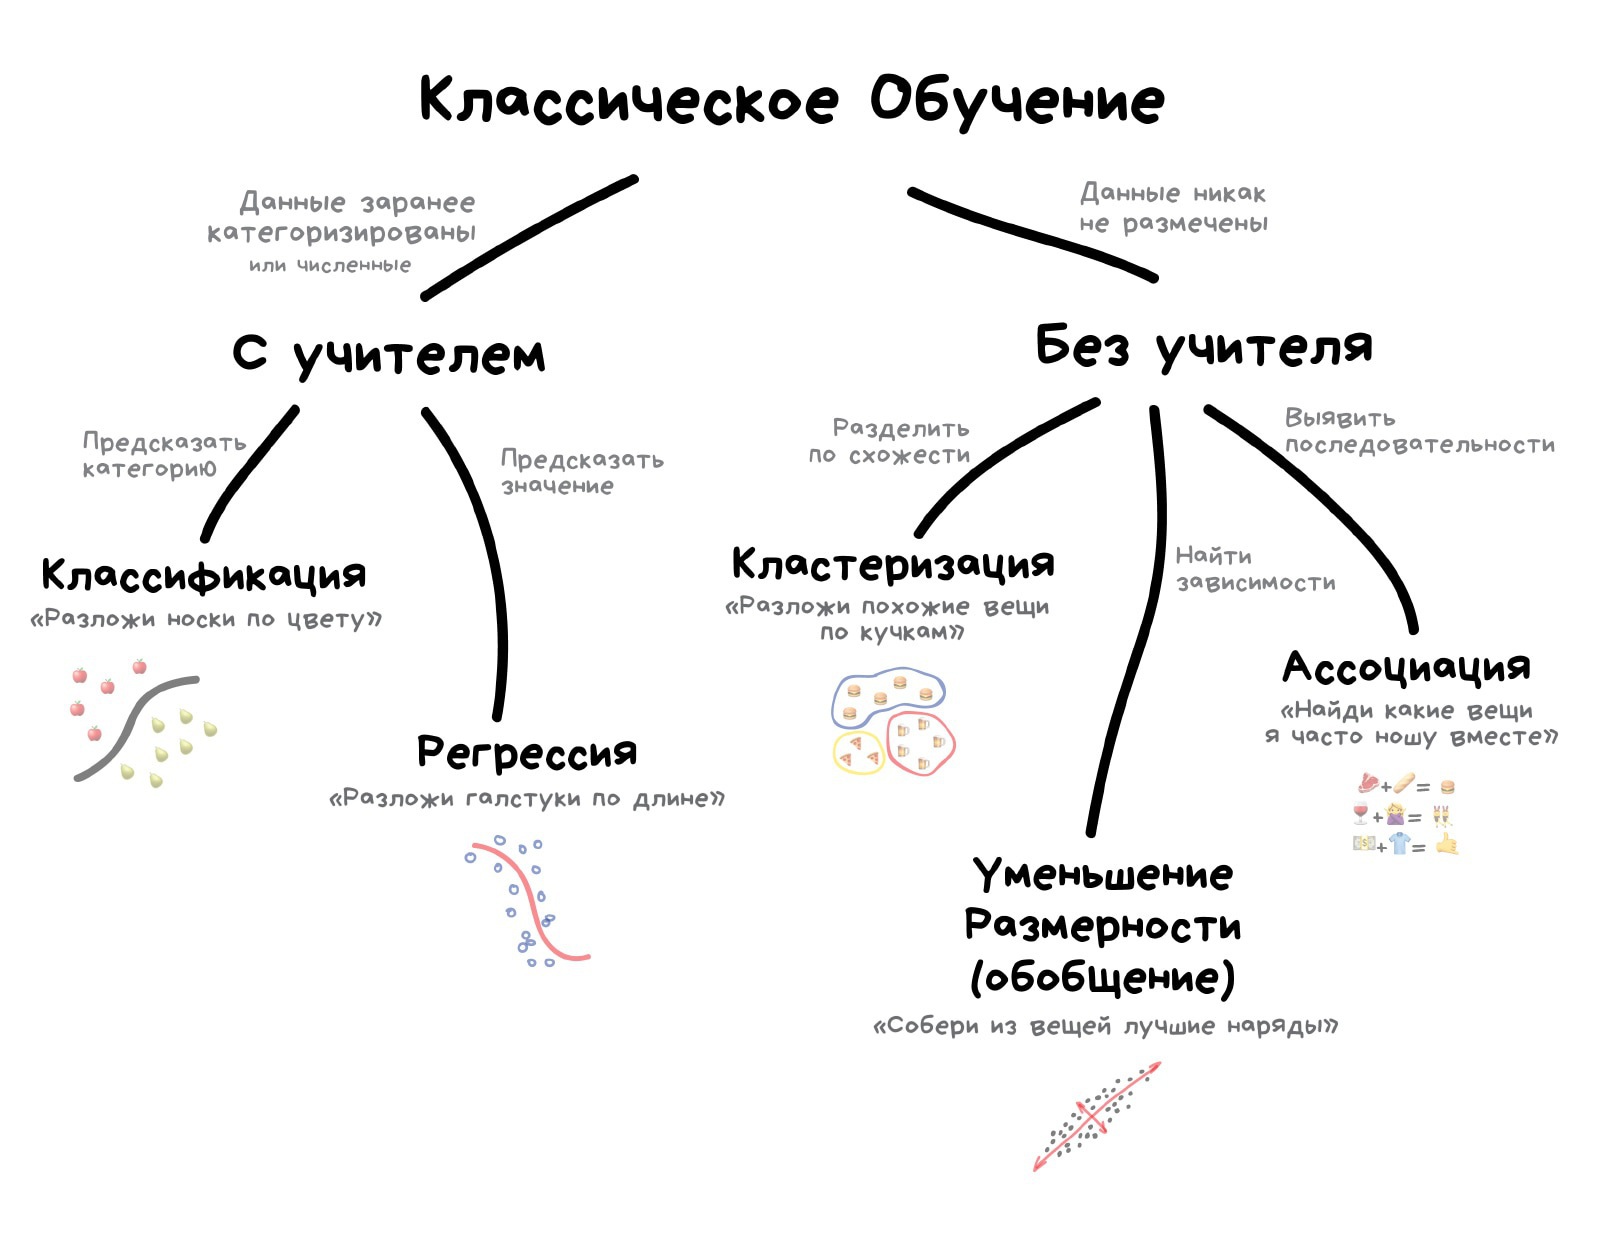 Классическое Обучение
Данные заранее
категоризированы
или численные
Данные никак
не размечены
С учителем
Без учителя
Предсказать
категорию
Предсказать
значение
Разделить
по схожести
Выявить
последовательности
Найти
зависимости
Классификация
«Разложи носки по цвету»
Регрессия
«Разложи галстуки по длине»
Кластеризация
«Разложи похожие вещи
по кучкам»
Ассоциация
«Найди какие вещи
я часто ношу вместе»
+ =
+ =
+ =
Уменьшение
Размерности
(обобщение)
«Собери из вещей лучшие наряды»